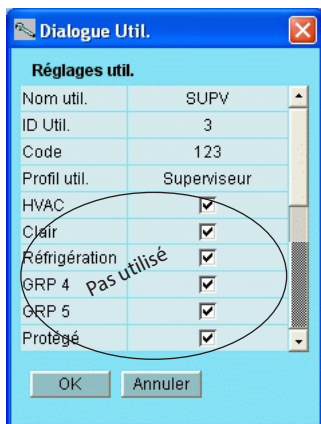 Dialogue Util.
Réglages util.
Nom util. SUPV
ID Util. 3
Code 123
Profil util. Superviseur
HVAC
Clair
Réfrigération
GRP 4
GRP 5
Protégé
Pas utilisé
OK Annuler